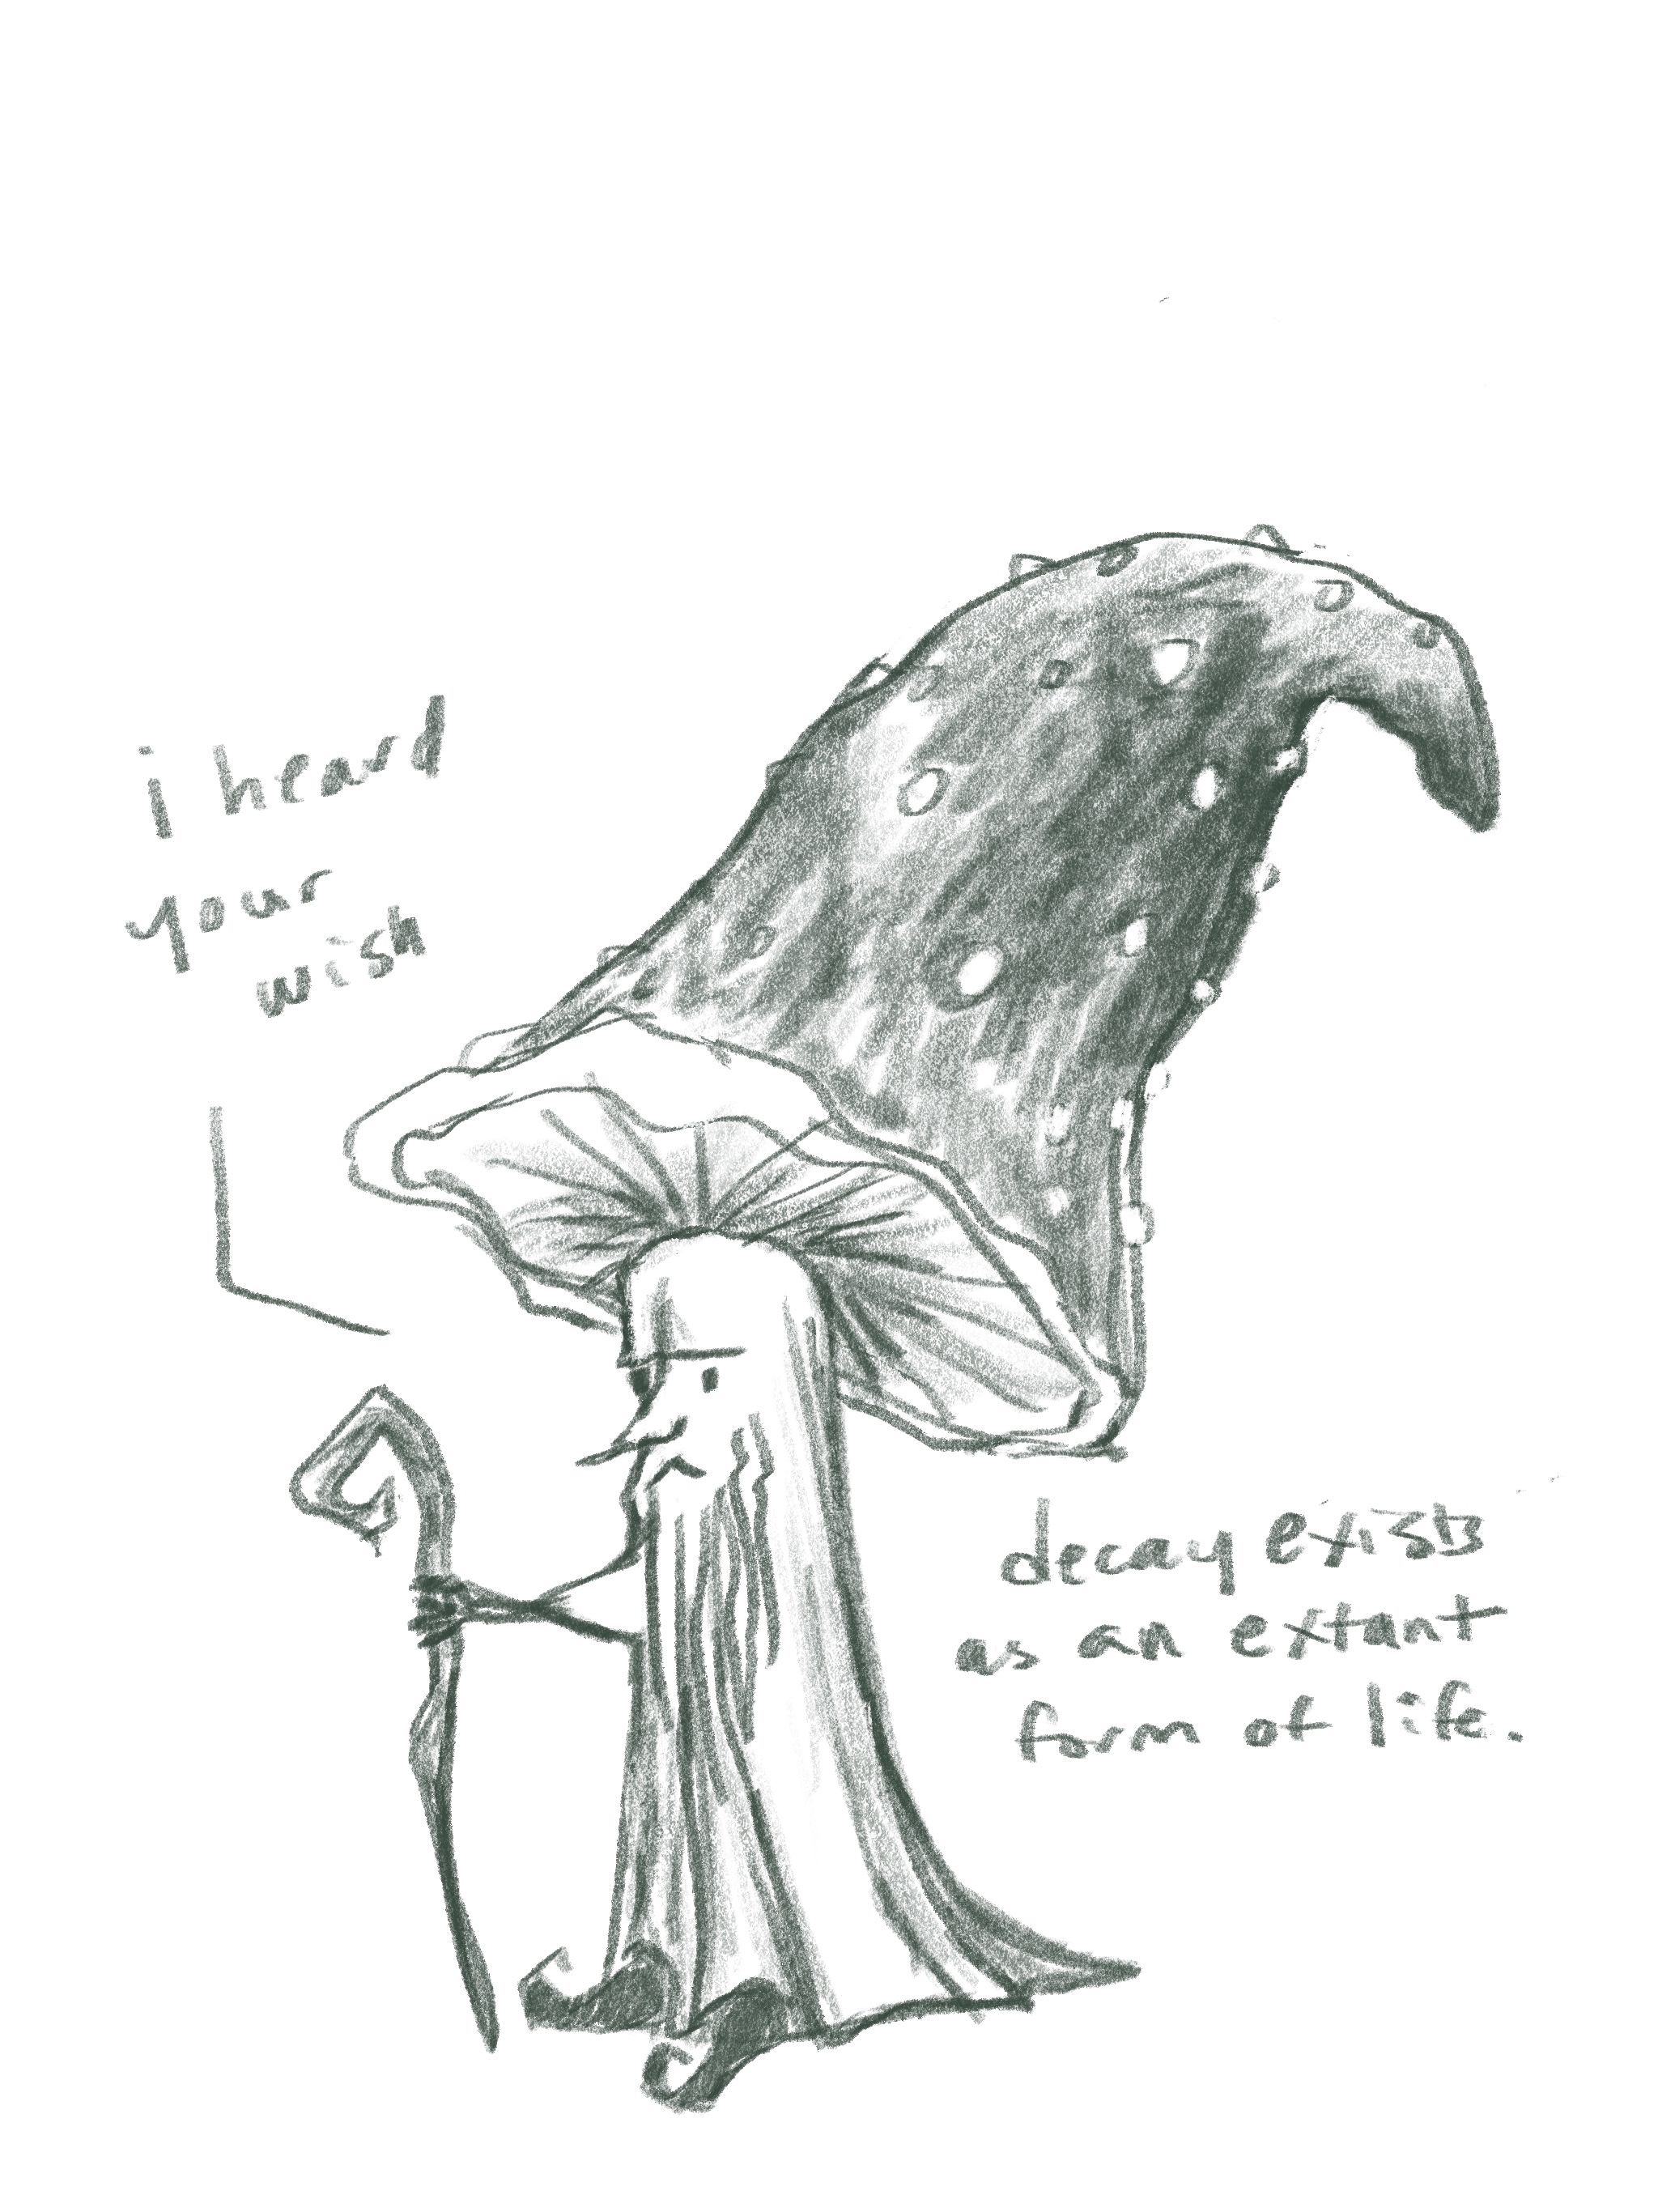 i heard
your
wish
decay exists
as an extant
form of life.